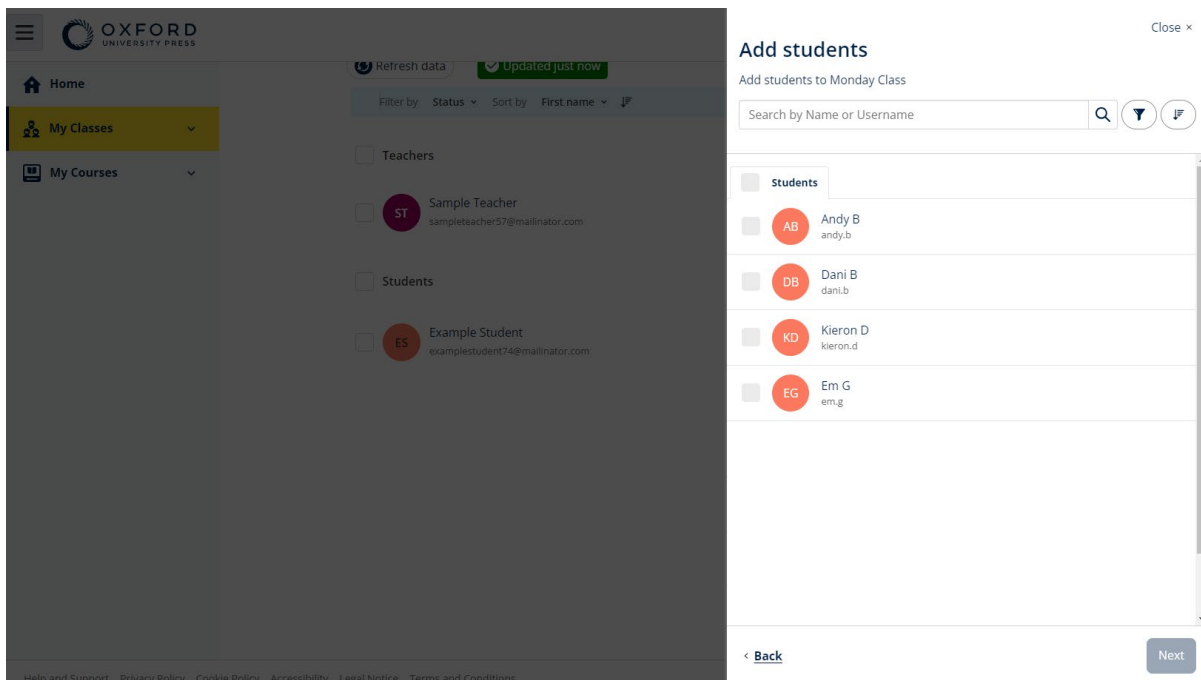 OXFORD
UNIVERSITY PRESS
Home
My Classes
My Courses
Refresh data
Updated just now
Filter by Status Sort by First name
Teachers
ST
Sample Teacher
sampleteacher57@mailinator.com
Students
ES
Example Student
examplestudent74@mailinator.com
Help and Support Privacy Policy Cookie Policy Accessibility Legal Notice Terms and Conditions
Close ×
Add students
Add students to Monday Class
Search by Name or Username
Students
AB
Andy B
andy.b
DB
Dani B
dani.b
KD
Kieron D
kieron.d
EG
Em G
em.g
Back
Next